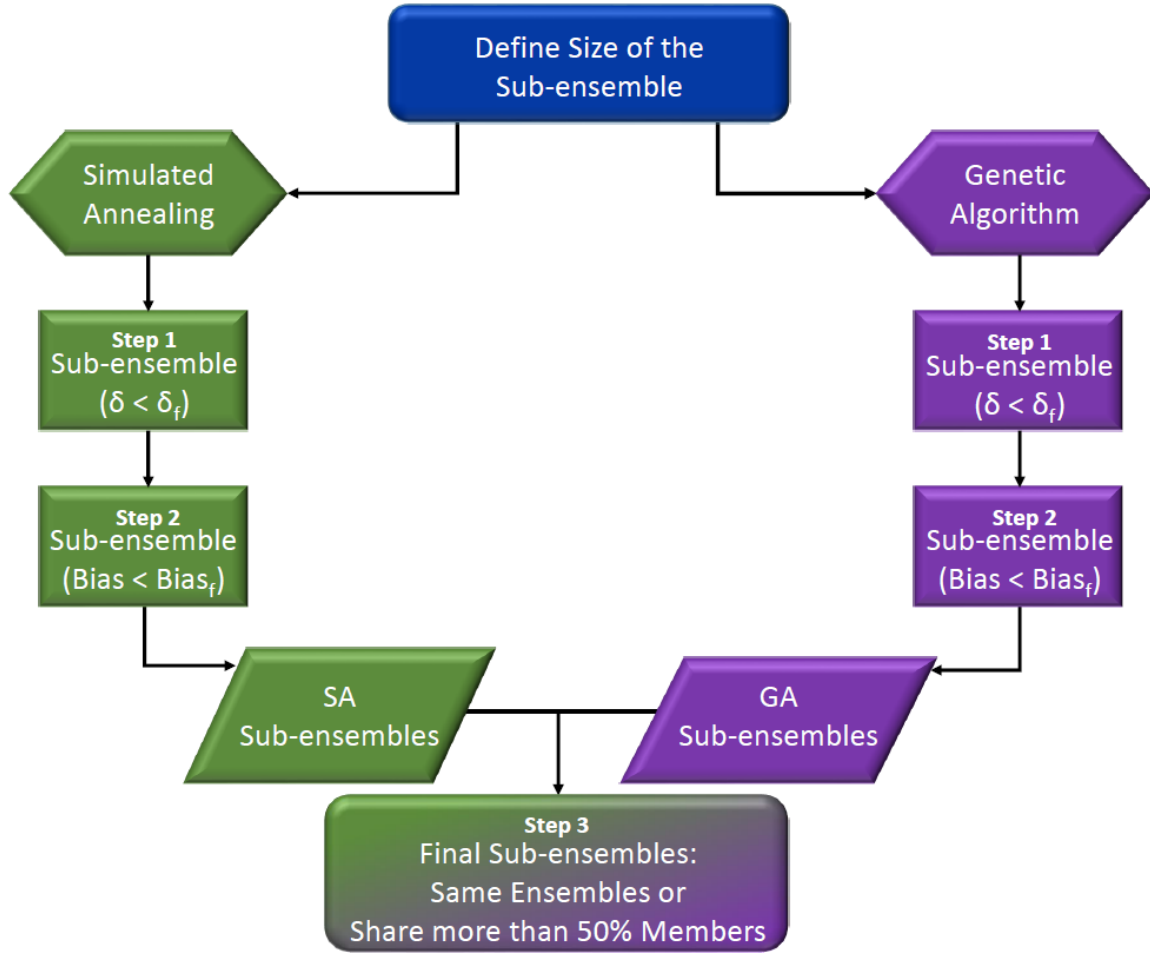 Define Size of the
Sub-ensemble
Simulated
Annealing
Genetic
Algorithm
Step 1
Sub-ensemble
(δ < δf)
Step 1
Sub-ensemble
(δ < δf)
Step 2
Sub-ensemble
(Bias < Biasf)
Step 2
Sub-ensemble
(Bias < Biasf)
SA
Sub-ensembles
GA
Sub-ensembles
Step 3
Final Sub-ensembles:
Same Ensembles or
Share more than 50% Members